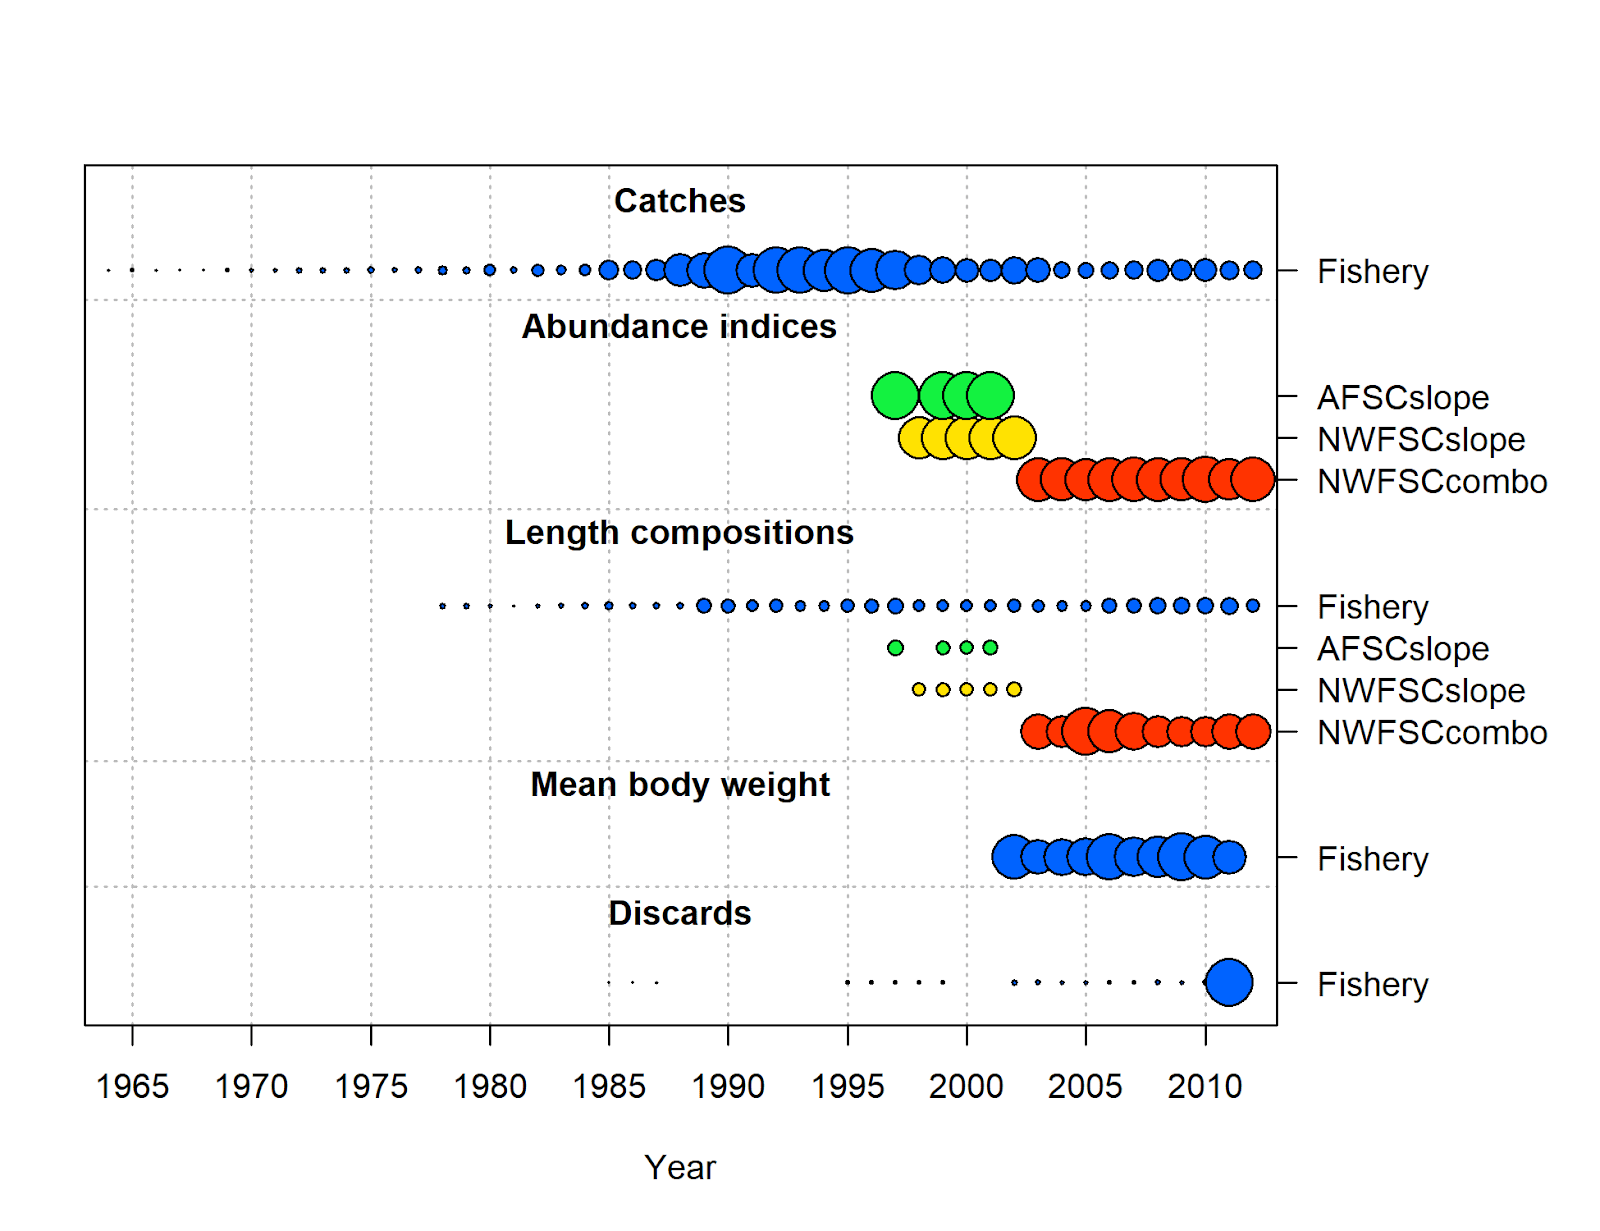 Catches
Fishery
Abundance indices
AFSCslope
NWFSCslope
NWFSCcombo
Length compositions
Fishery
AFSCslope
NWFSCslope
NWFSCcombo
Mean body weight
Fishery
Discards
Fishery
1965 1970 1975 1980 1985 1990 1995 2000 2005 2010
Year